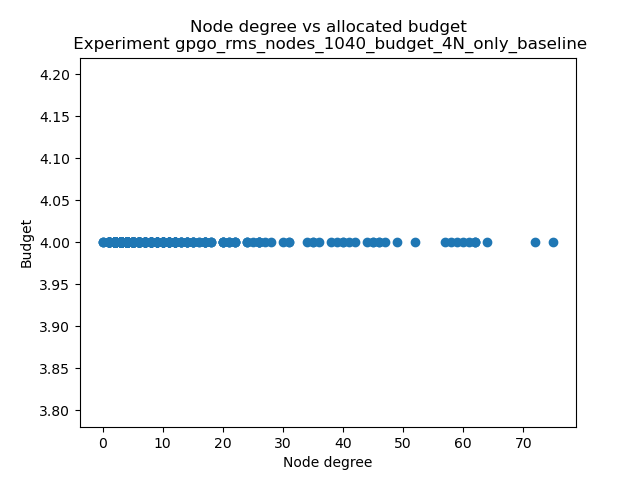 Node degree vs allocated budget
Experiment gpgo_rms_nodes_1040_budget_4N_only_baseline
4.20
4.15
4.10
4.05
4.00
3.95
3.90
3.85
3.80
Budget
0 10 20 30 40 50 60 70
Node degree